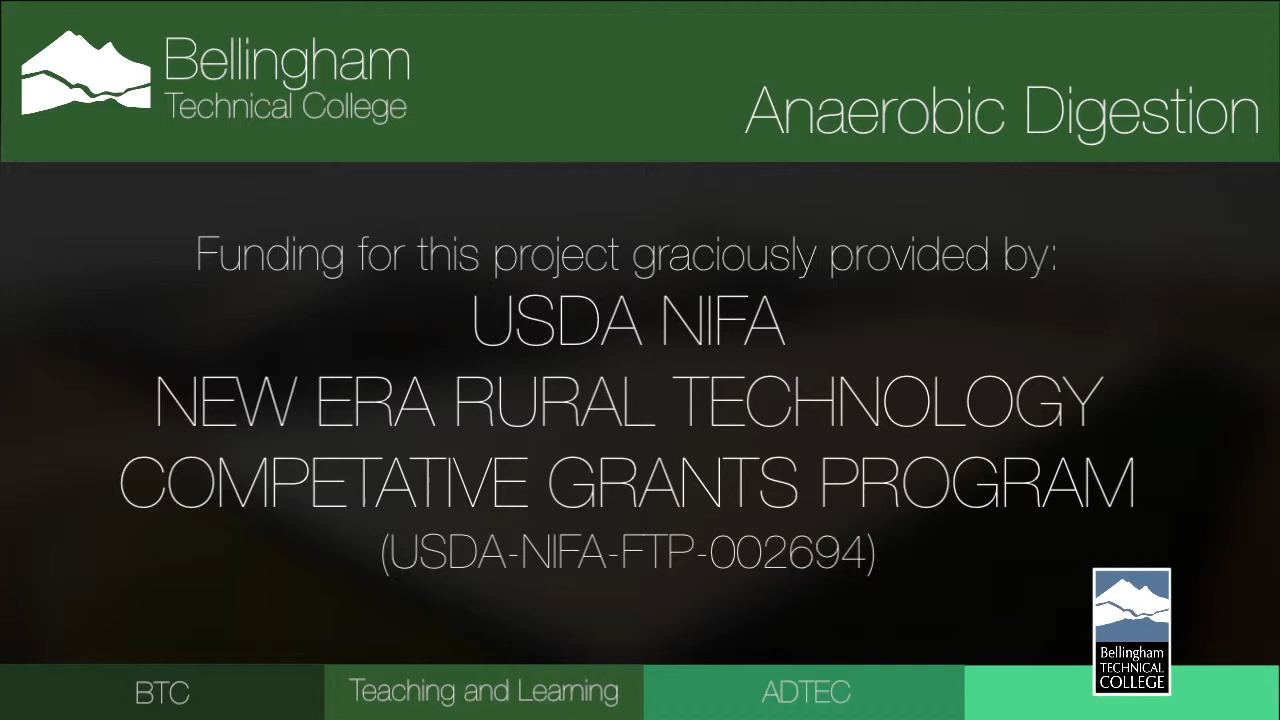 Bellingham
Technical College
Anaerobic Digestion
Funding for this project graciously provided by:
USDA NIFA
NEW ERA RURAL TECHNOLOGY
COMPETATIVE GRANTS PROGRAM
(USDA-NIFA-FTP-002694)
Bellingham
TECHNICAL
COLLEGE
BTC
Teaching and Learning
ADTEC